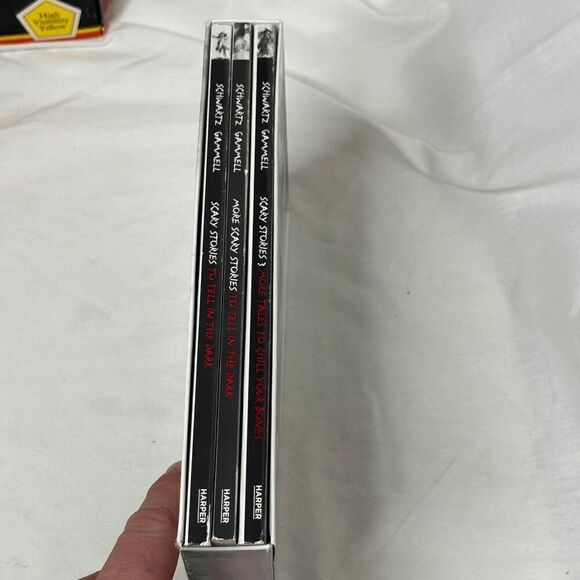 High
Visibility
Yellow
SCHWARTZ GAMMELL SCARY STORIES TO TELL IN THE DARK HARPER
SCHWARTZ GAMMELL MORE SCARY STORIES TO TELL IN THE DARK HARPER
SCHWARTZ GAMMELL SCARY STORIES 3 MORE TALES TO CHILL YOUR BONES HARPER